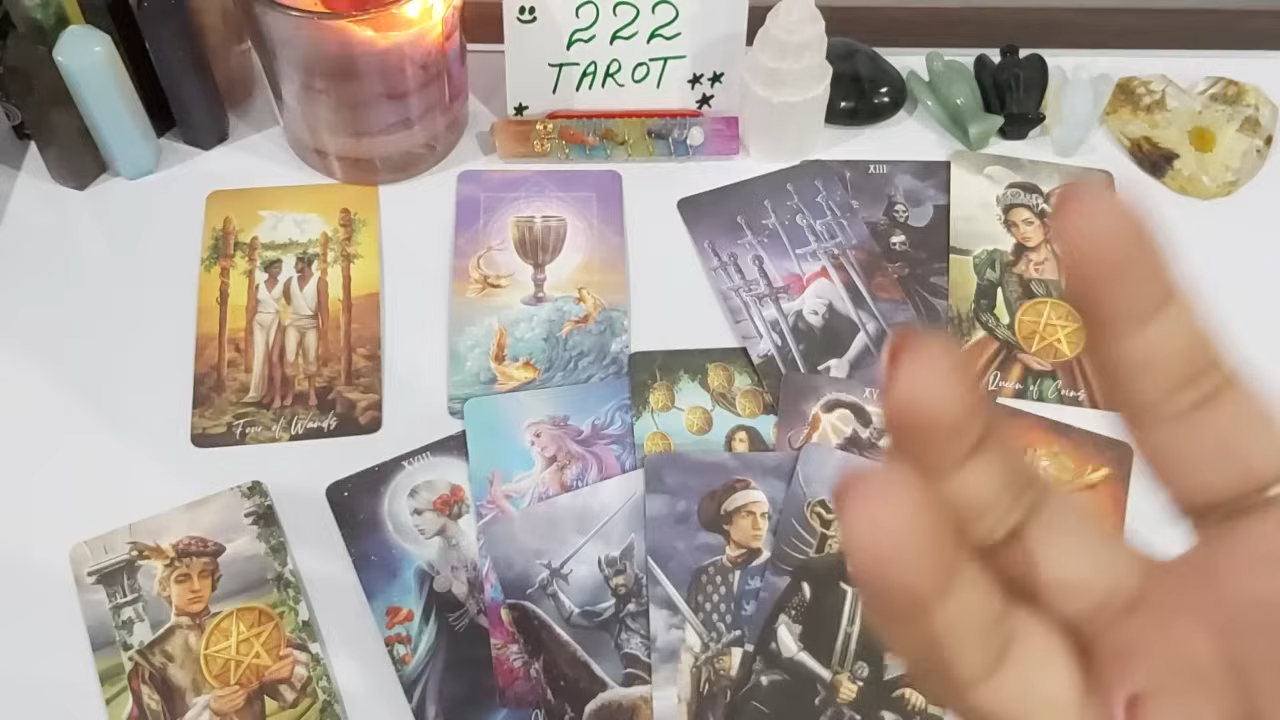 222
TAROT
XIII
Queen of Coins
XV
Four of Wands
XVIII